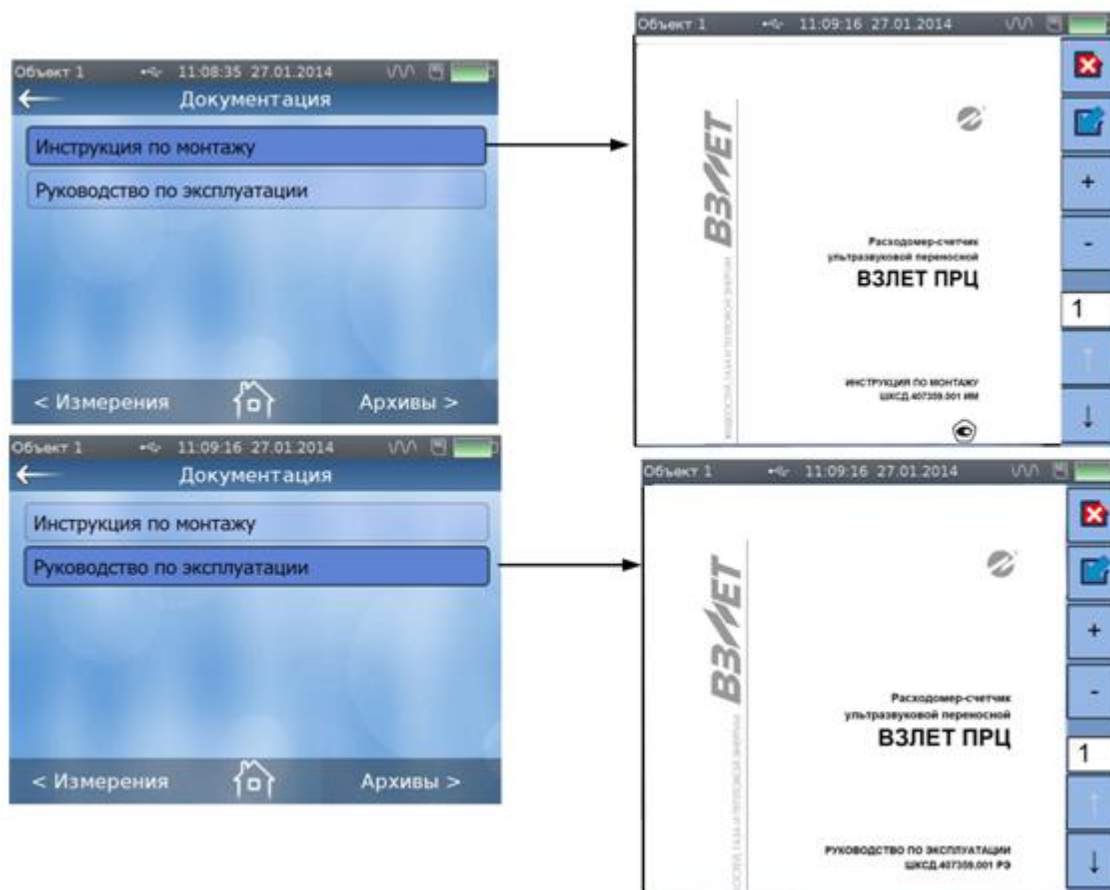 Объект 1 11:08:35 27.01.2014
Документация
Инструкция по монтажу
Руководство по эксплуатации
< Измерения Архивы >
Объект 1 11:09:16 27.01.2014
ВЗЛЕТ
Расходомер-счетчик
ультразвуковой переносной
ВЗЛЕТ ПРЦ
ИНСТРУКЦИЯ ПО МОНТАЖУ
ШКСД.407359.001 ИМ
+
-
1
Объект 1 11:09:16 27.01.2014
Документация
Инструкция по монтажу
Руководство по эксплуатации
< Измерения Архивы >
Объект 1 11:09:16 27.01.2014
ВЗЛЕТ
Расходомер-счетчик
ультразвуковой переносной
ВЗЛЕТ ПРЦ
РУКОВОДСТВО ПО ЭКСПЛУАТАЦИИ
ШКСД.407359.001 РЭ
+
-
1